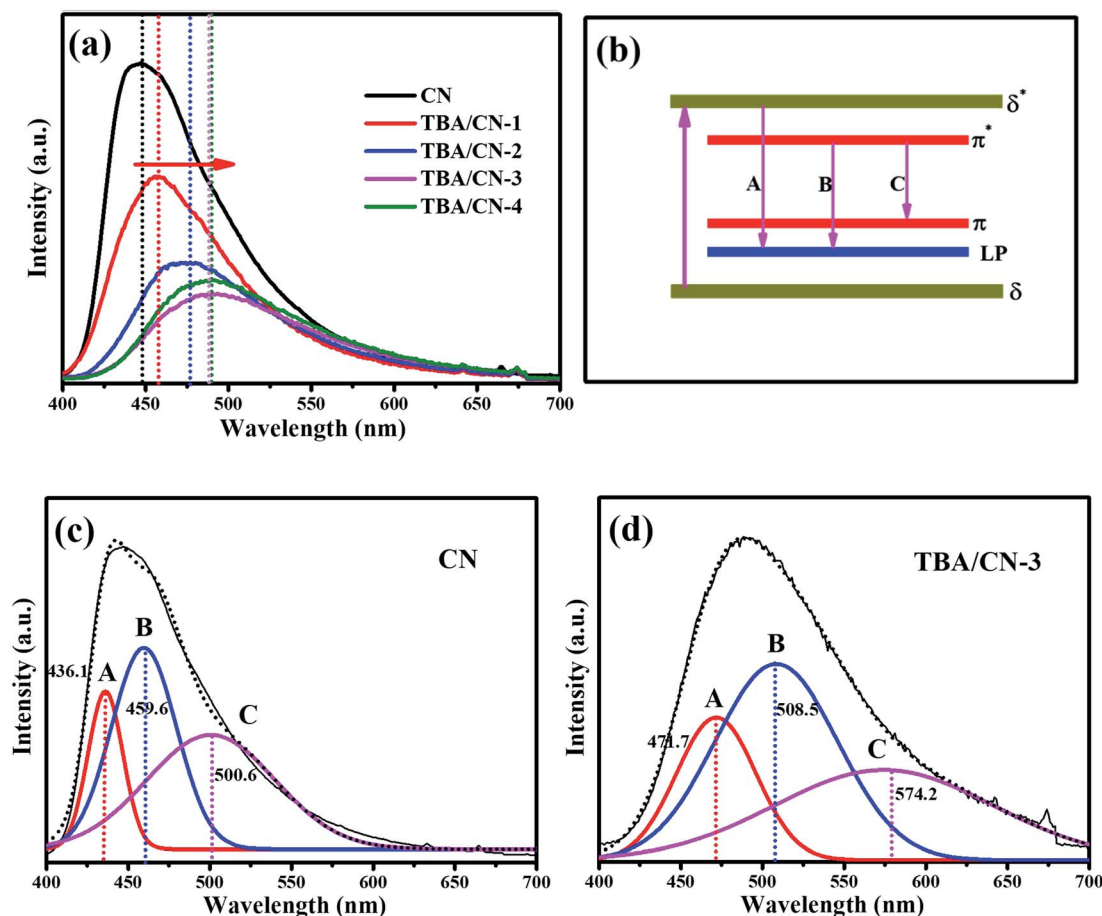 (a)
CN
TBA/CN-1
TBA/CN-2
TBA/CN-3
TBA/CN-4
Intensity (a.u.)
400 450 500 550 600 650 700
Wavelength (nm)
(b)
δ*
π*
A B C
π
LP
δ
(c)
CN
436.1
A
B
459.6
C
500.6
Intensity (a.u.)
400 450 500 550 600 650 700
Wavelength (nm)
(d)
TBA/CN-3
471.7
A
B
508.5
C
574.2
Intensity (a.u.)
400 450 500 550 600 650 700
Wavelength (nm)